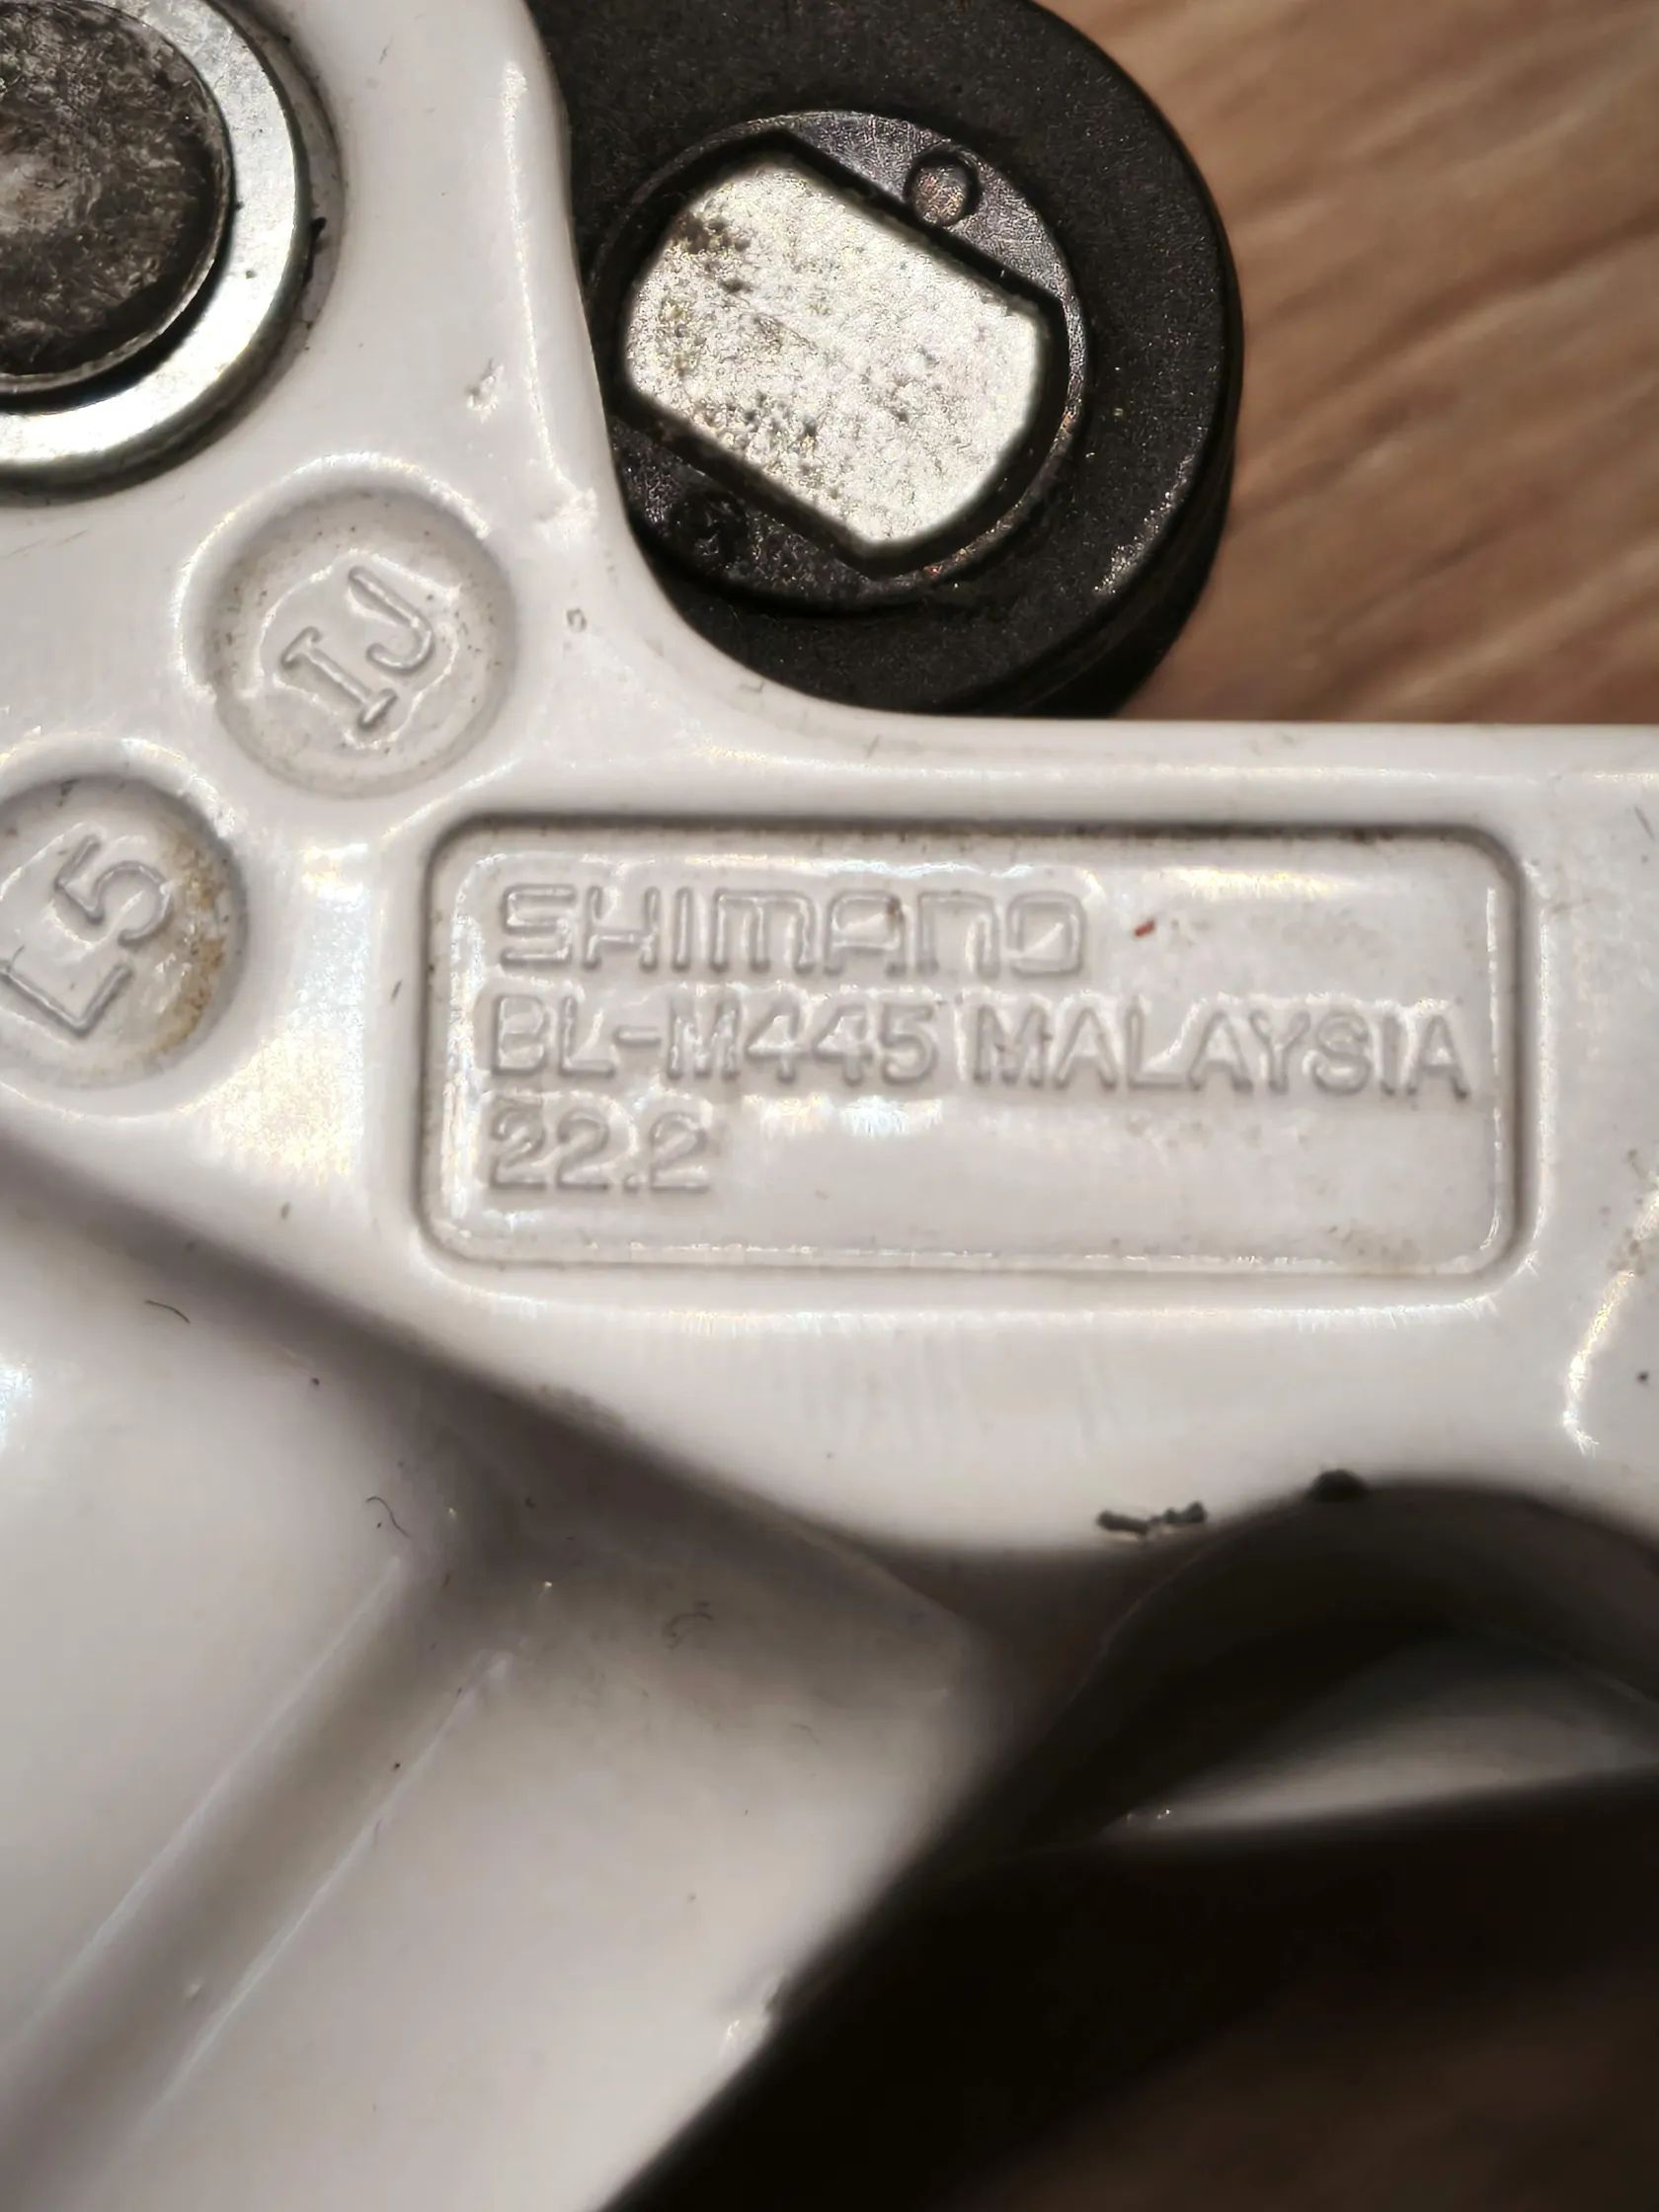 IJ
L5
SHIMANO
BL-M445 MALAYSIA
22.2